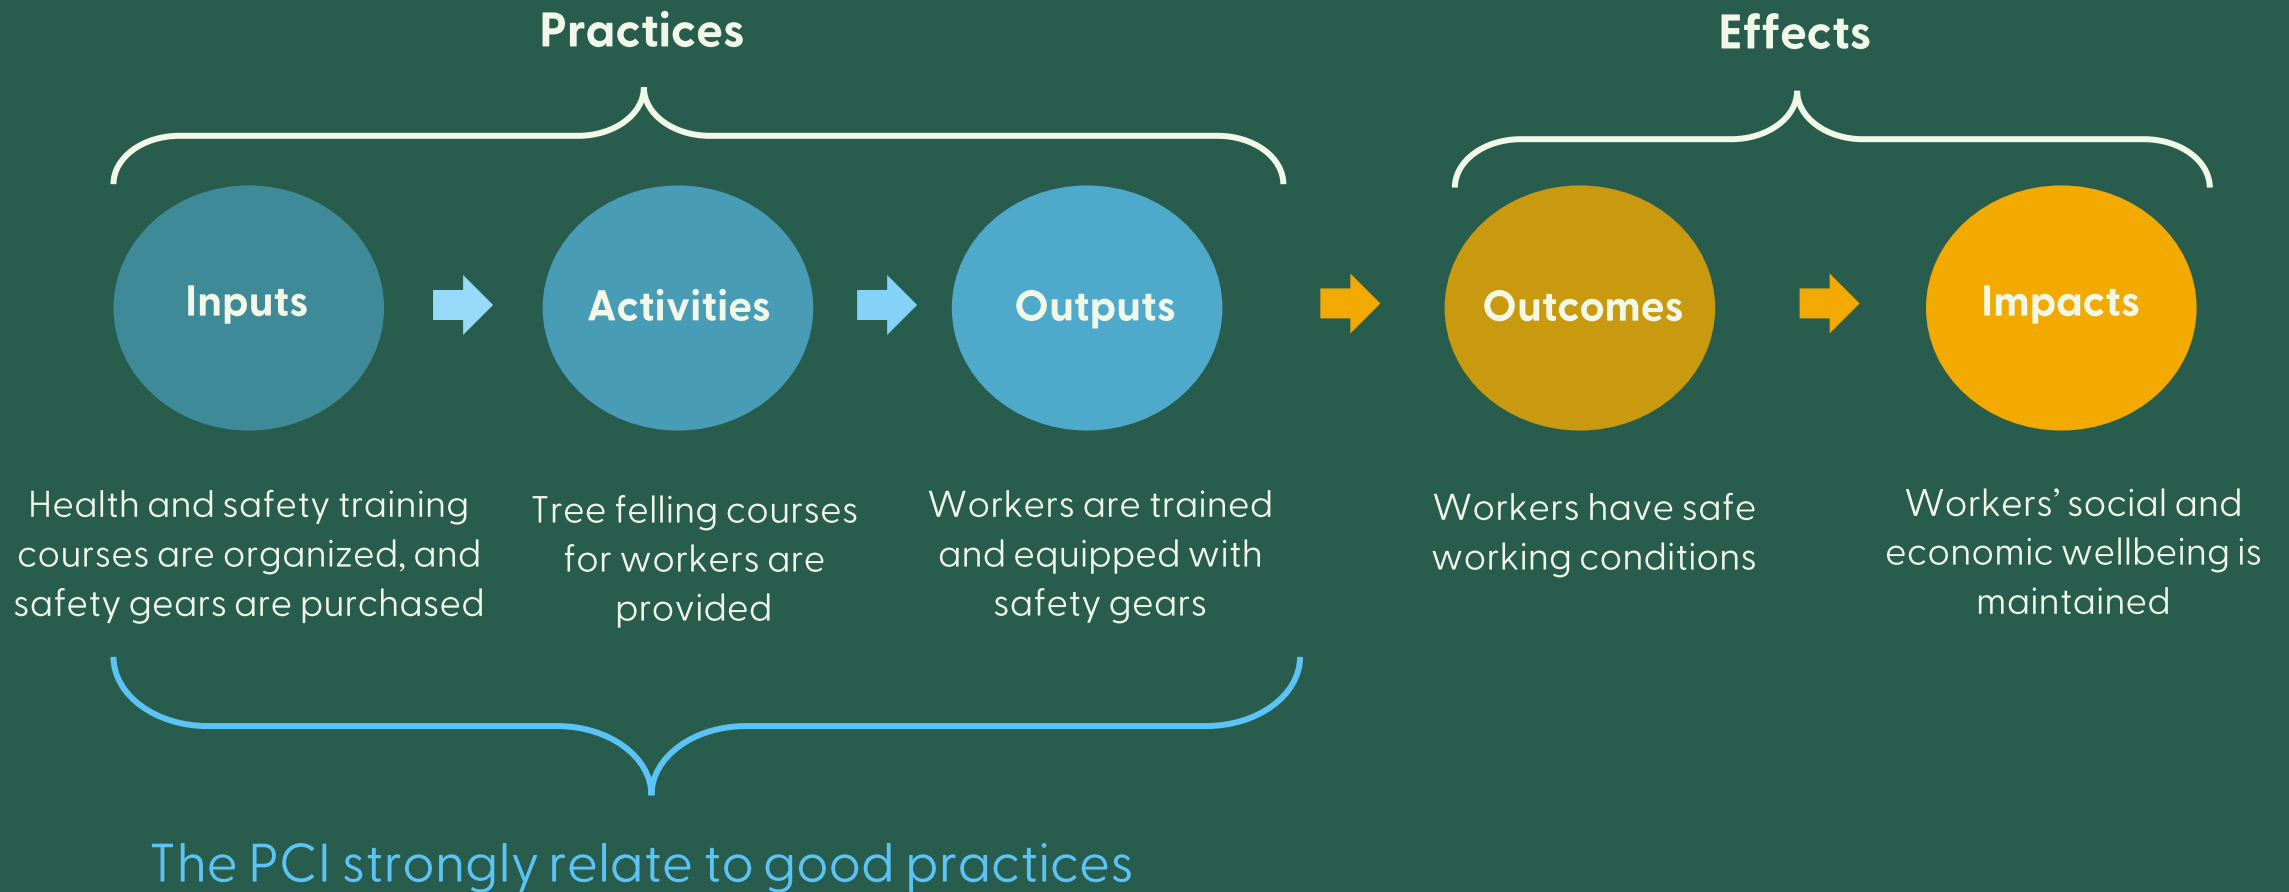 Practices
Effects
Inputs
Activities
Outputs
Outcomes
Impacts
Health and safety training
courses are organized, and
safety gears are purchased
Tree felling courses
for workers are
provided
Workers are trained
and equipped with
safety gears
Workers have safe
working conditions
Workers’ social and
economic wellbeing is
maintained
The PCI strongly relate to good practices